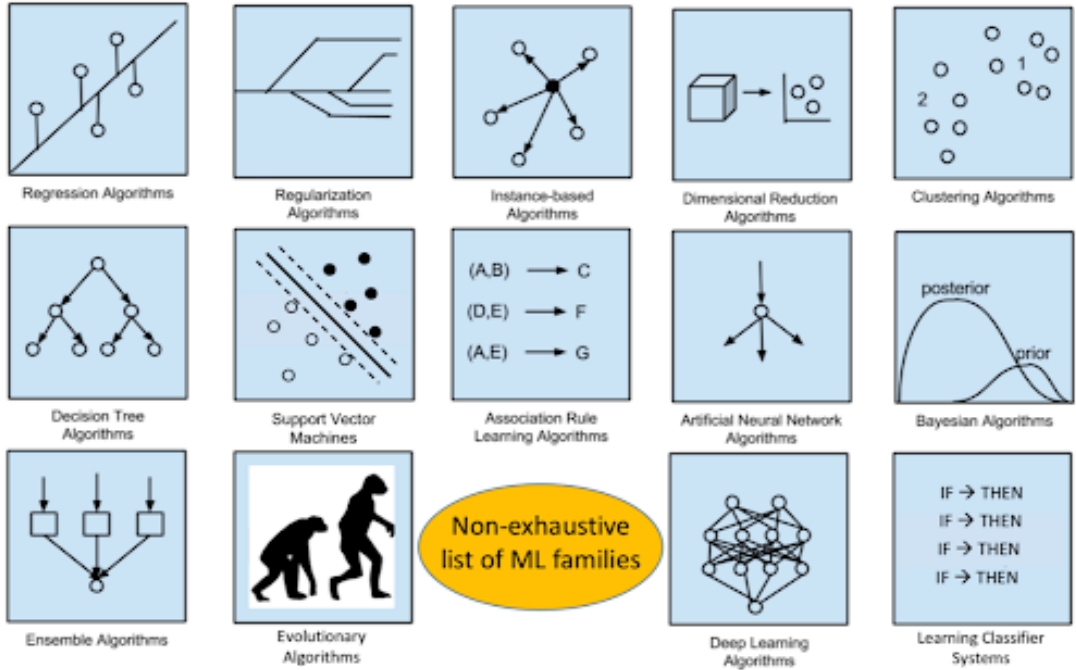 1
2
Regression Algorithms
Regularization
Algorithms
Instance-based
Algorithms
Dimensional Reduction
Algorithms
Clustering Algorithms
(A,B) → C
(D,E) → F
(A,E) → G
posterior
prior
Decision Tree
Algorithms
Support Vector
Machines
Association Rule
Learning Algorithms
Artificial Neural Network
Algorithms
Bayesian Algorithms
Non-exhaustive
list of ML families
IF → THEN
IF → THEN
IF → THEN
IF → THEN
Ensemble Algorithms
Evolutionary
Algorithms
Deep Learning
Algorithms
Learning Classifier
Systems